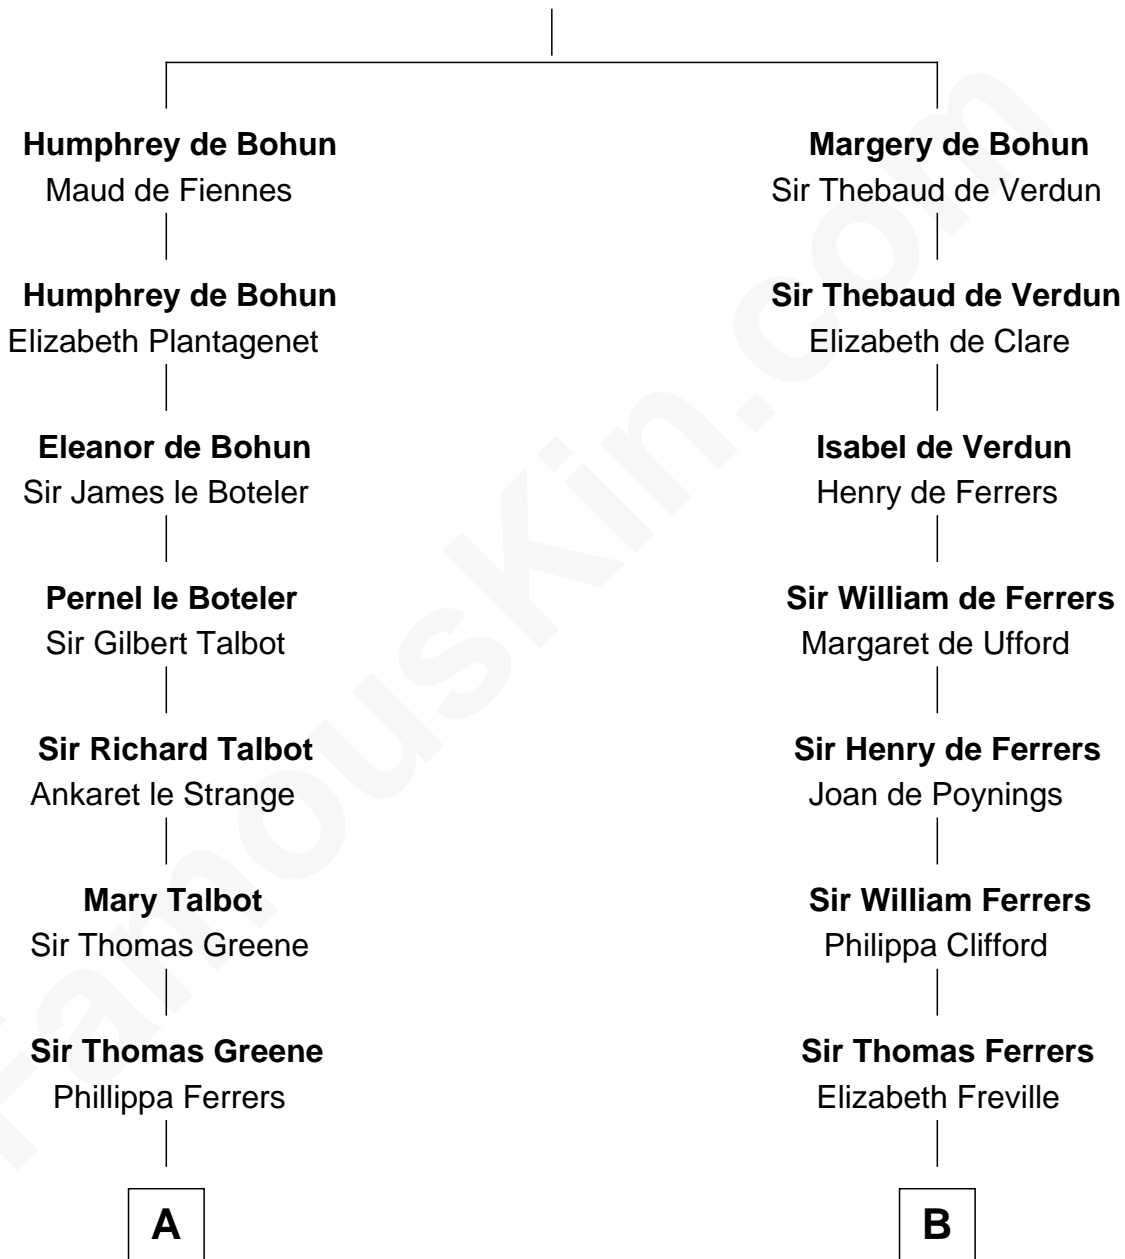 Humphrey de Bohun
Maud de Fiennes
Humphrey de Bohun
Elizabeth Plantagenet
Eleanor de Bohun
Sir James le Boteler
Pernel le Boteler
Sir Gilbert Talbot
Sir Richard Talbot
Ankaret le Strange
Mary Talbot
Sir Thomas Greene
Sir Thomas Greene
Phillippa Ferrers
A
Margery de Bohun
Sir Thebaud de Verdun
Sir Thebaud de Verdun
Elizabeth de Clare
Isabel de Verdun
Henry de Ferrers
Sir William de Ferrers
Margaret de Ufford
Sir Henry de Ferrers
Joan de Poynings
Sir William Ferrers
Philippa Clifford
Sir Thomas Ferrers
Elizabeth Freville
B
FamousKin.com